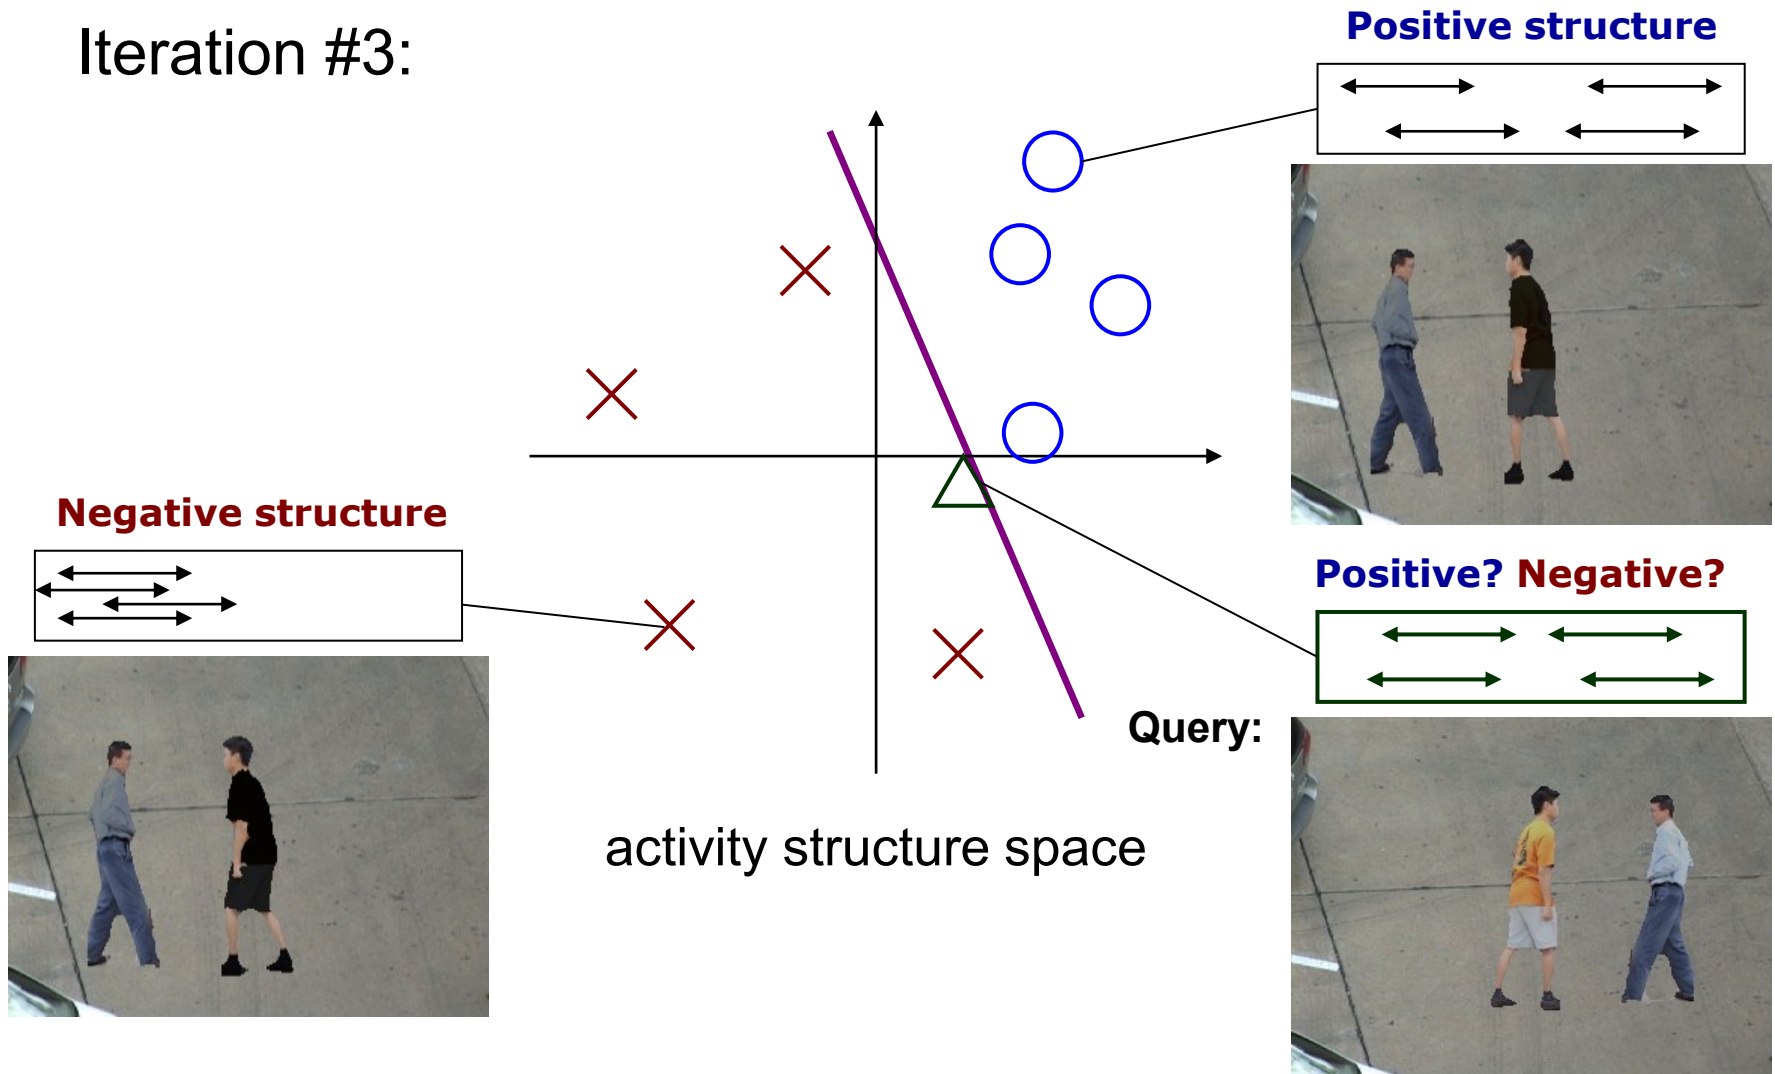 Iteration #3:
Positive structure
Negative structure
Positive? Negative?
Query:
activity structure space